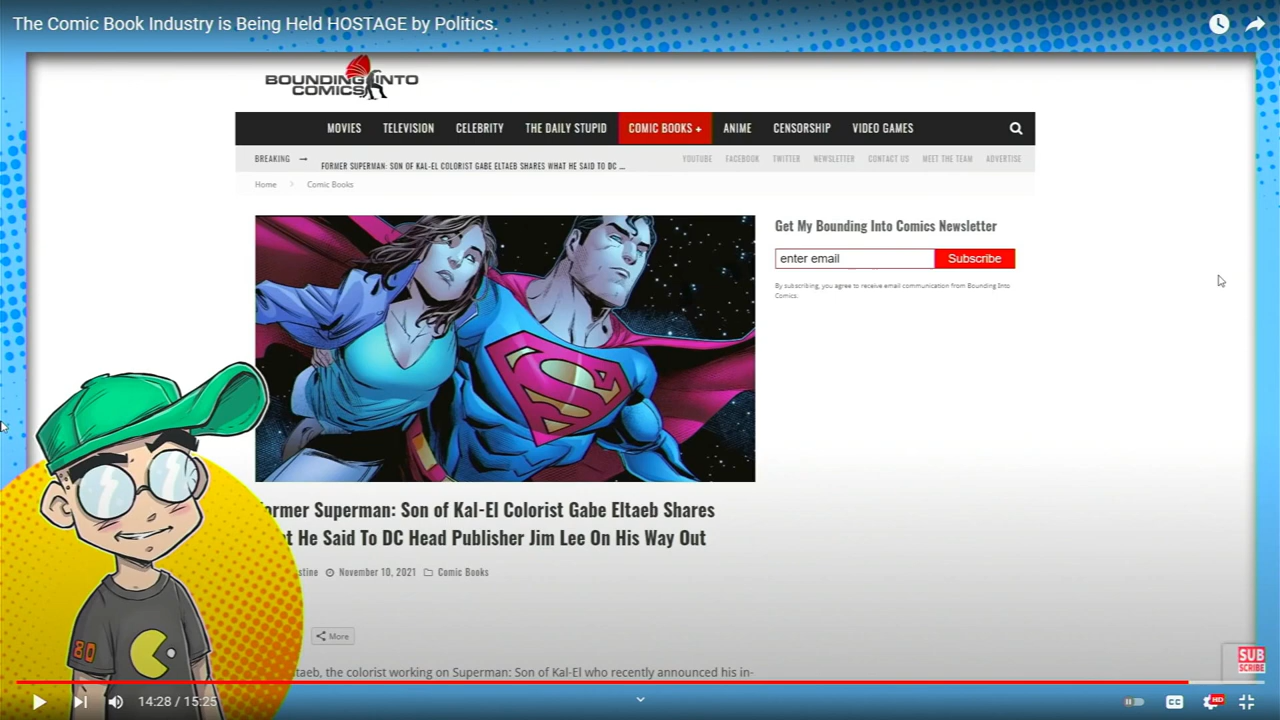 The Comic Book Industry is Being Held HOSTAGE by Politics.
BOUNDING INTO
COMICS
MOVIES TELEVISION CELEBRITY THE DAILY STUPID COMIC BOOKS + ANIME CENSORSHIP VIDEO GAMES
BREAKING → FORMER SUPERMAN: SON OF KAL-EL COLORIST GABE ELTAEB SHARES WHAT HE SAID TO DC ... YOUTUBE FACEBOOK TWITTER NEWSLETTER CONTACT US MEET THE TEAM ADVERTISE
Home > Comic Books
Get My Bounding Into Comics Newsletter
enter email Subscribe
By subscribing, you agree to receive email communication from Bounding Into
Comics.
ormer Superman: Son of Kal-El Colorist Gabe Eltaeb Shares
t He Said To DC Head Publisher Jim Lee On His Way Out
stine November 10, 2021 Comic Books
More
80
taeb, the colorist working on Superman: Son of Kal-El who recently announced his in-
SUB
SCRIBE
14:28 / 15:25 CC HD